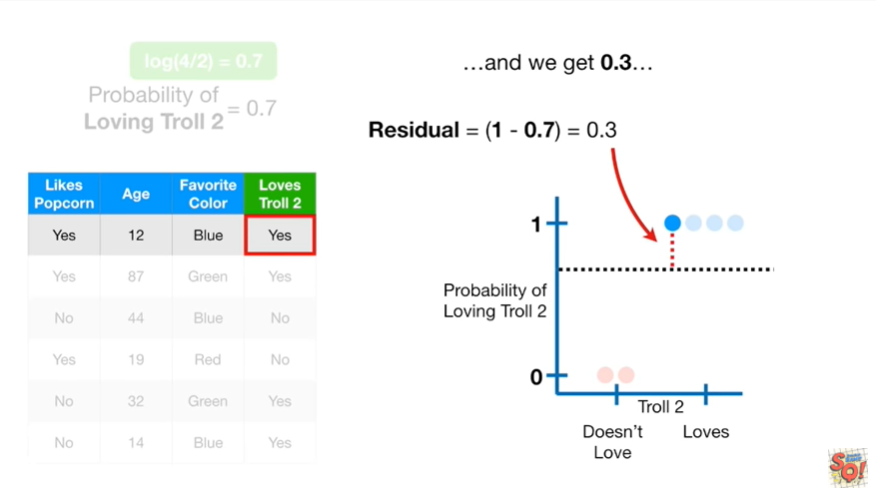 log(4/2) = 0.7
Probability of
Loving Troll 2 = 0.7
…and we get 0.3…
Residual = (1 - 0.7) = 0.3
Likes Popcorn Age Favorite Color Loves Troll 2
Yes 12 Blue Yes
Yes 87 Green Yes
No 44 Blue No
Yes 19 Red No
No 32 Green Yes
No 14 Blue Yes
1
Probability of
Loving Troll 2
0
Troll 2
Doesn't Love
Loves
SQ!